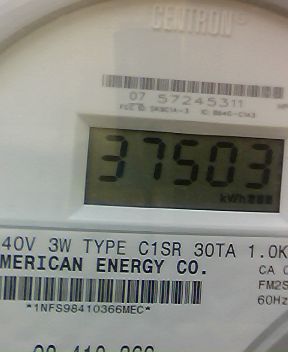 CENTRON®
07 57245311
37503
kWh
40V 3W TYPE C1SR 30TA 1.0K
MERICAN ENERGY CO.
CA
FM2S
60Hz
*1NFS98410366MEC*